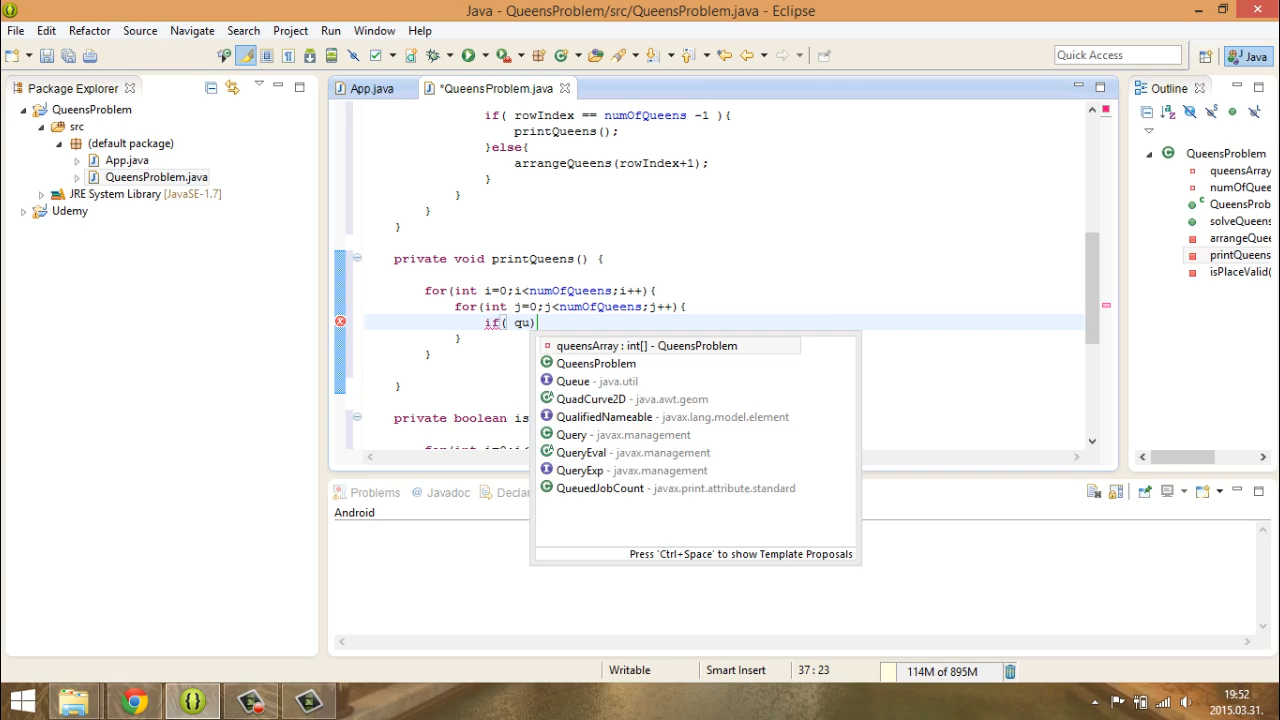 Java - QueensProblem/src/QueensProblem.java - Eclipse
File Edit Refactor Source Navigate Search Project Run Window Help
Quick Access
Java
Package Explorer
App.java
*QueensProblem.java
Outline
QueensProblem
src
(default package)
App.java
QueensProblem.java
JRE System Library [JavaSE-1.7]
Udemy
if( rowIndex == numOfQueens -1 ){
printQueens();
}else{
arrangeQueens(rowIndex+1);
}
}
}
}
private void printQueens() {
for(int i=0;i<numOfQueens;i++){
for(int j=0;j<numOfQueens;j++){
if( qu)
}
}
}
private boolean is
queensArray : int[] - QueensProblem
QueensProblem
Queue - java.util
QuadCurve2D - java.awt.geom
QualifiedNameable - javax.lang.model.element
Query - javax.management
QueryEval - javax.management
QueryExp - javax.management
QueuedJobCount - javax.print.attribute.standard
Press 'Ctrl+Space' to show Template Proposals
QueensProblem
queensArray
numOfQuee
QueensProb
solveQueens
arrangeQuee
printQueens
isPlaceValid(
Problems
@ Javadoc
Declar
Android
Writable
Smart Insert
37 : 23
114M of 895M
19:52
2015.03.31.